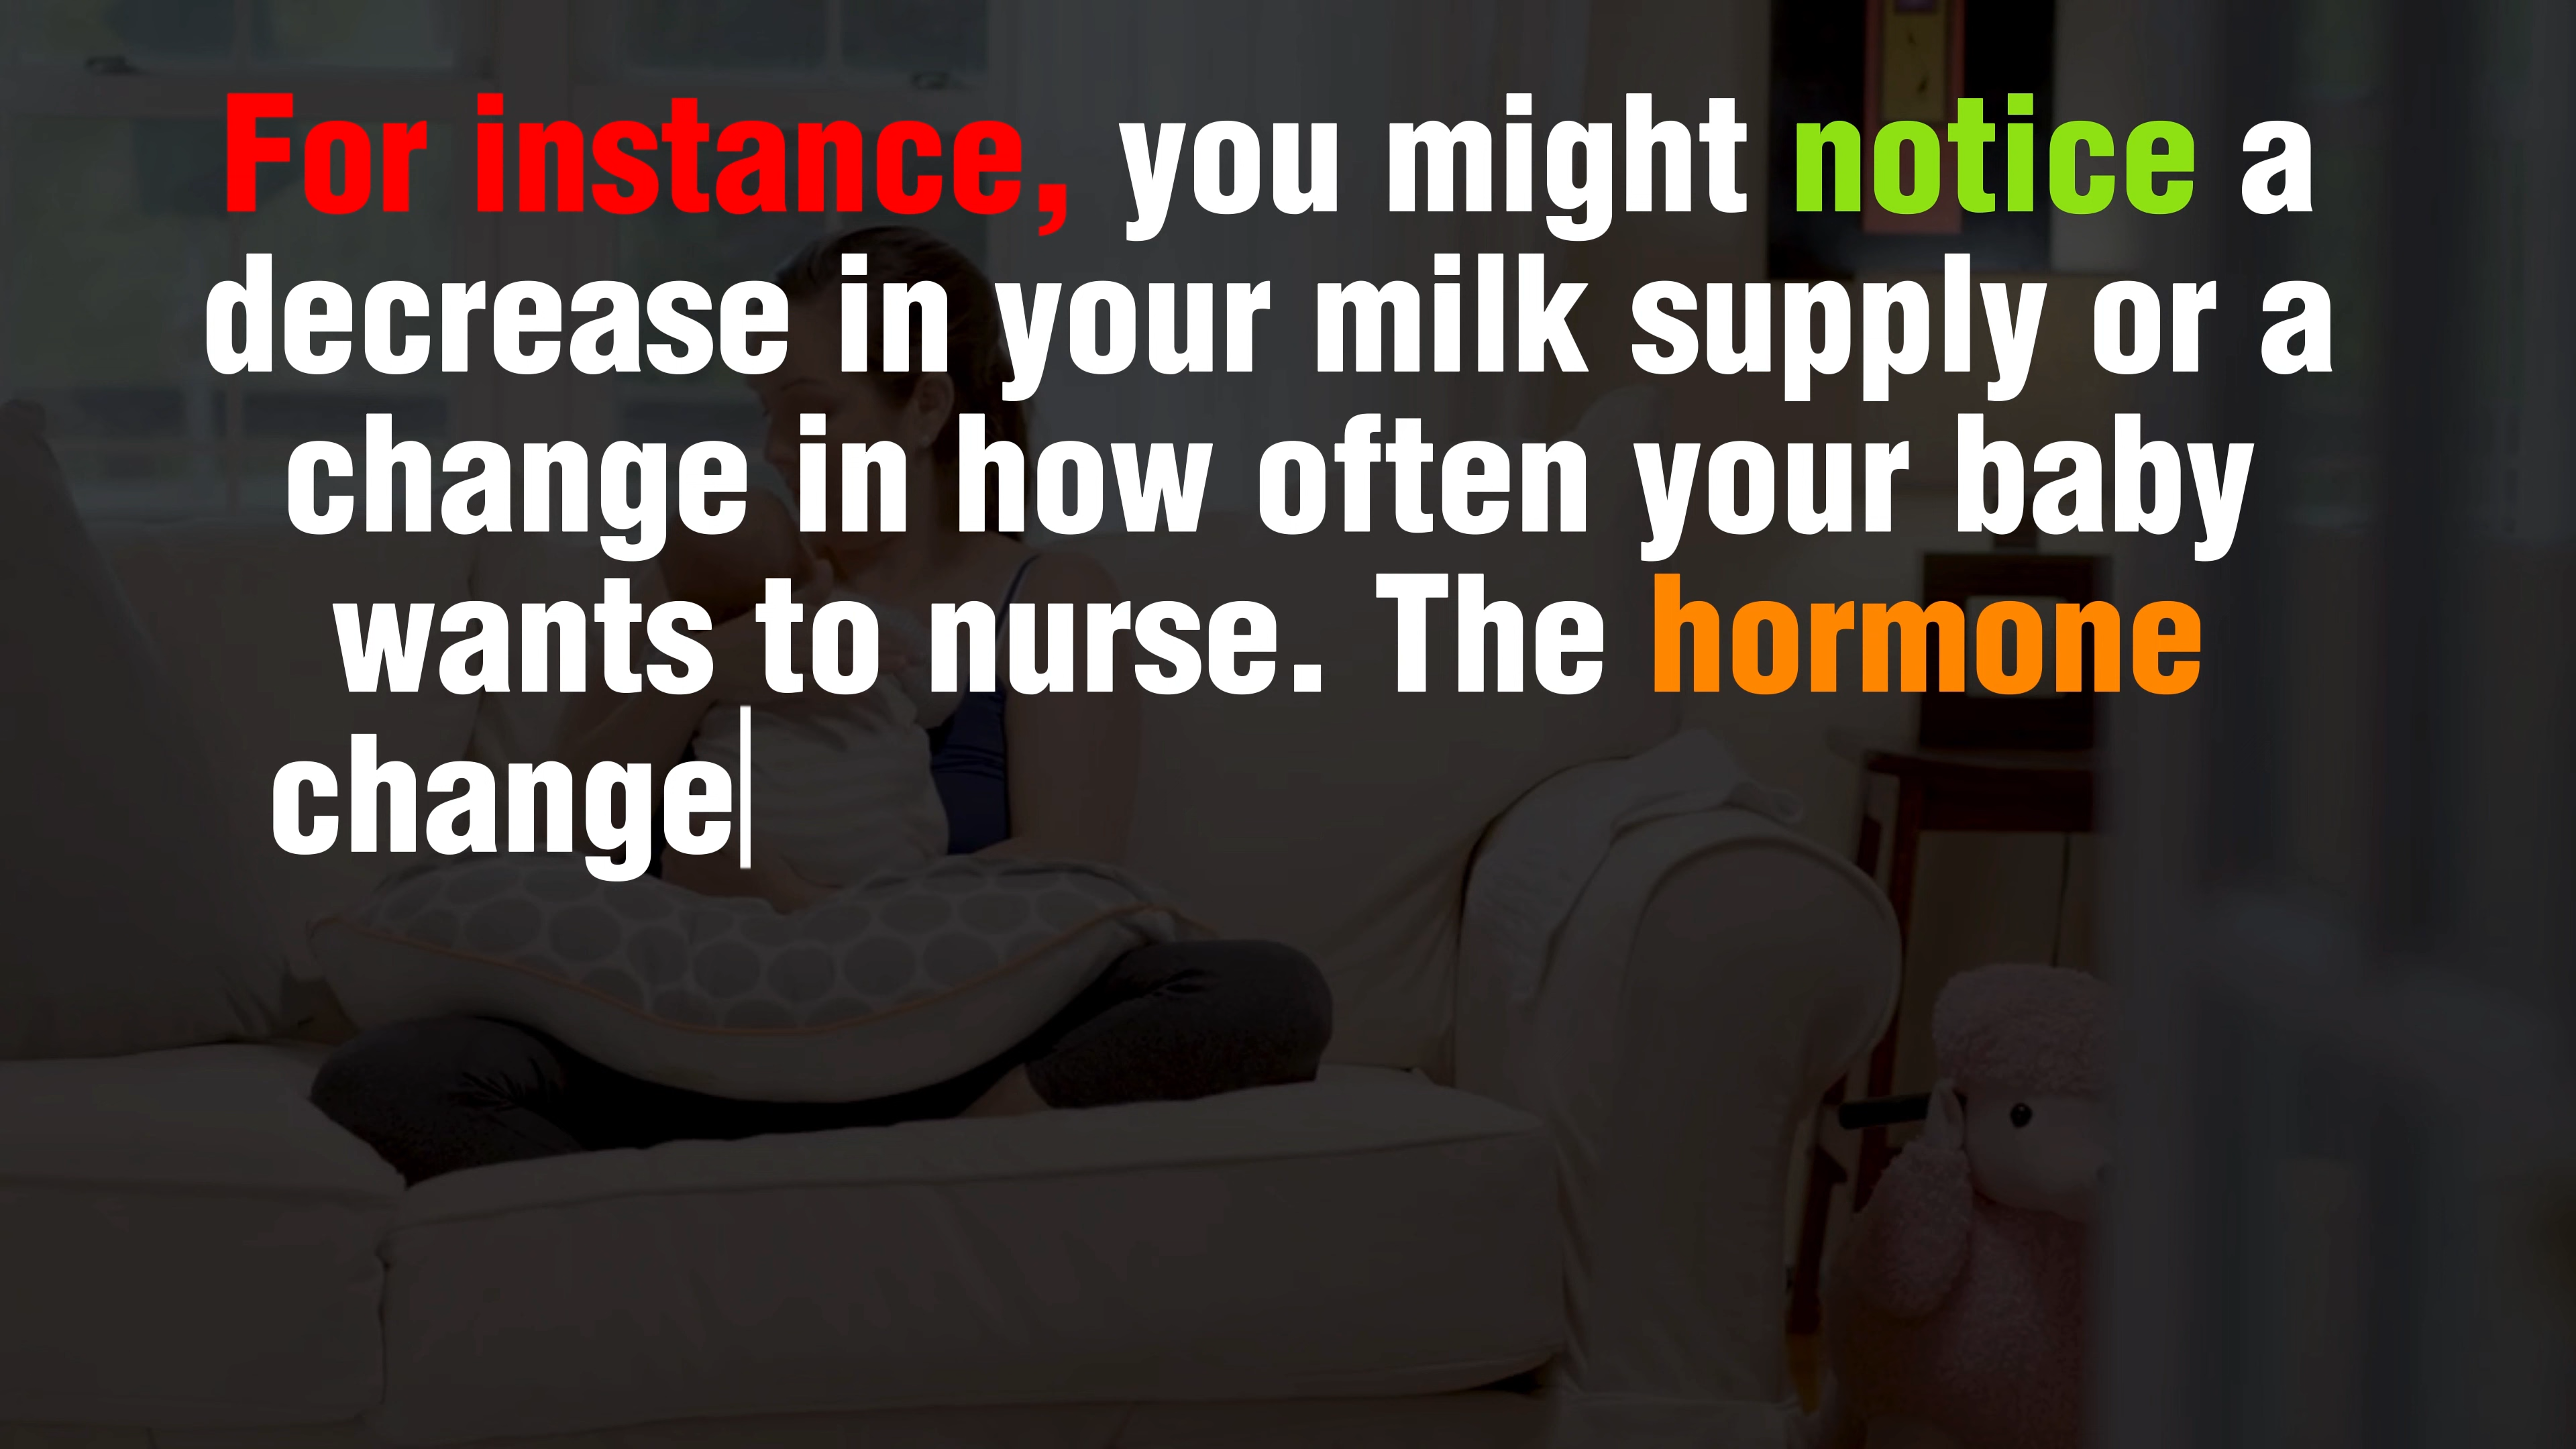 For instance, you might notice a
decrease in your milk supply or a
change in how often your baby
wants to nurse. The hormone
change